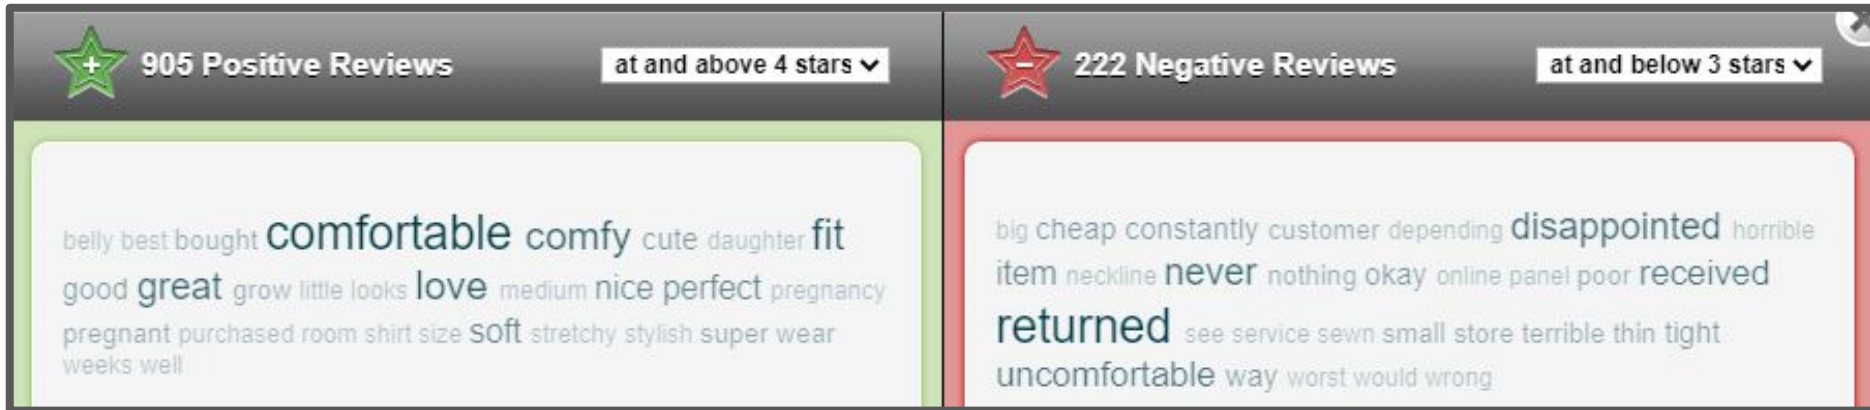 905 Positive Reviews
at and above 4 stars
belly best bought comfortable comfy cute daughter fit
good great grow little looks love medium nice perfect pregnancy
pregnant purchased room shirt size soft stretchy stylish super wear
weeks well
222 Negative Reviews
at and below 3 stars
big cheap constantly customer depending disappointed horrible
item neckline never nothing okay online panel poor received
returned see service sewn small store terrible thin tight
uncomfortable way worst would wrong